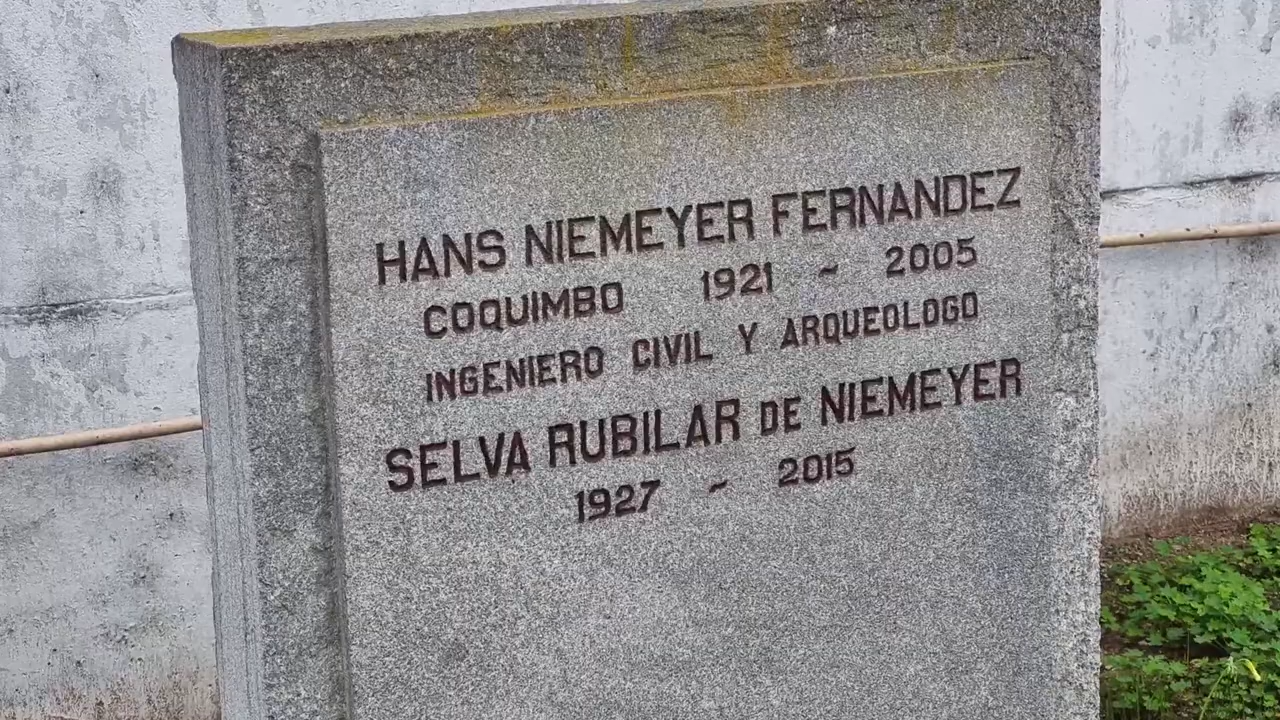 HANS NIEMEYER FERNANDEZ
COQUIMBO 1921 ~ 2005
INGENIERO CIVIL Y ARQUEOLOGO
SELVA RUBILAR DE NIEMEYER
1927 ~ 2015